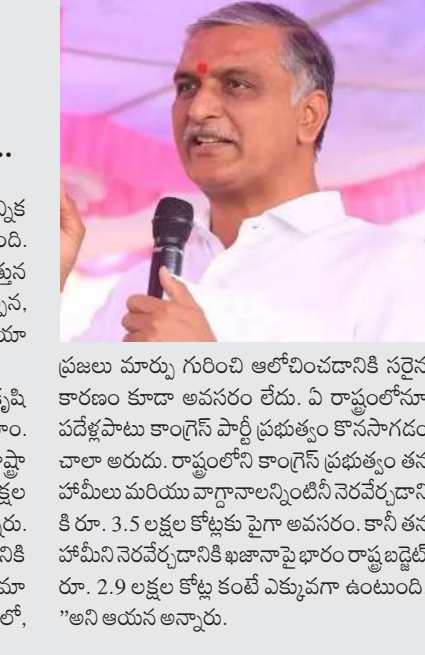 ..
న్నిక
ంది.
త్తున
యా
కృషి
ం.
ష్ట్రా
క్షల
రు.
నికి
మా
లో,
ప్రజలు మార్పు గురించి ఆలోచించడానికి సరైన
కారణం కూడా అవసరం లేదు. ఏ రాష్ట్రంలోనూ
పదేళ్లపాటు కాంగ్రెస్ పార్టీ ప్రభుత్వం కొనసాగడం
చాలా అరుదు. రాష్ట్రంలోని కాంగ్రెస్ ప్రభుత్వం తన
హామీలు మరియు వాగ్దానాలన్నింటినీ నెరవేర్చడాని
కి రూ. 3.5 లక్షల కోట్లకు పైగా అవసరం. కానీ తన
హామీని నెరవేర్చడానికి ఖజానాపై భారం రాష్ట్ర బడ్జెట్
రూ. 2.9 లక్షల కోట్ల కంటే ఎక్కువగా ఉంటుంది
”అని ఆయన అన్నారు.